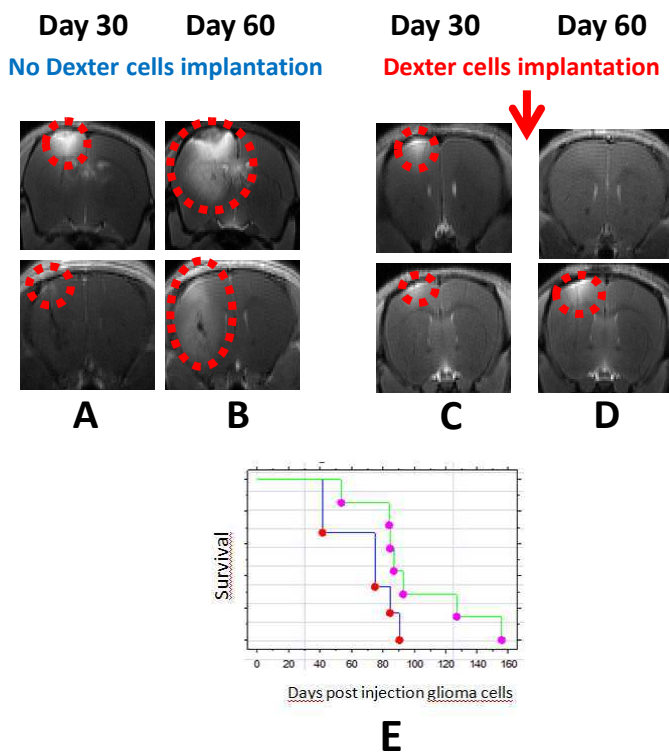 Day 30 Day 60 Day 30 Day 60
No Dexter cells implantation Dexter cells implantation
A B C D
Survival
0 20 40 60 80 100 120 140 160
Days post injection glioma cells
E